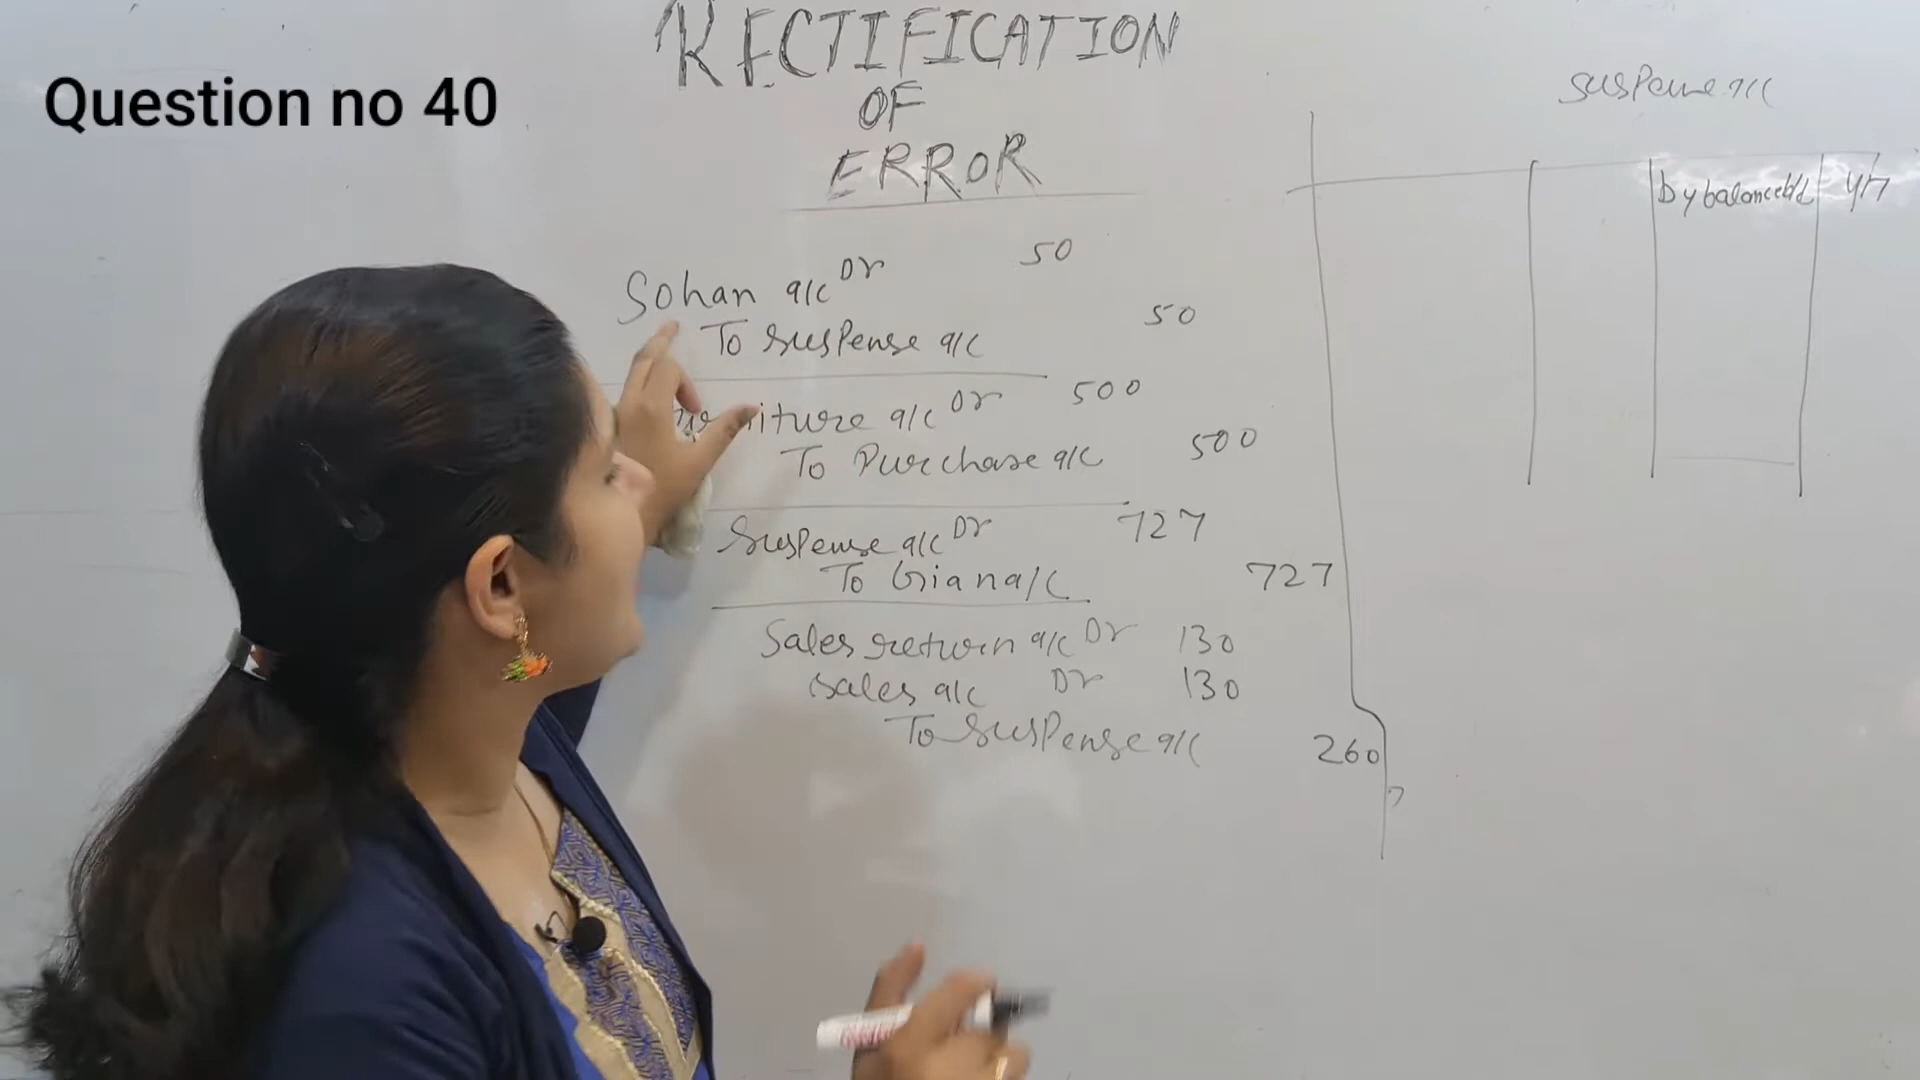 Question no 40
RECTIFICATION
OF
ERROR
Sohan a/c Dr 50
To Suspense a/c 50
niture a/c Dr 500
To Purchase a/c 500
Suspense a/c Dr 727
To Gian a/c 727
Sales return a/c Dr 130
Sales a/c Dr 130
To Suspense a/c 260
Suspense a/c
by balance b/d 417